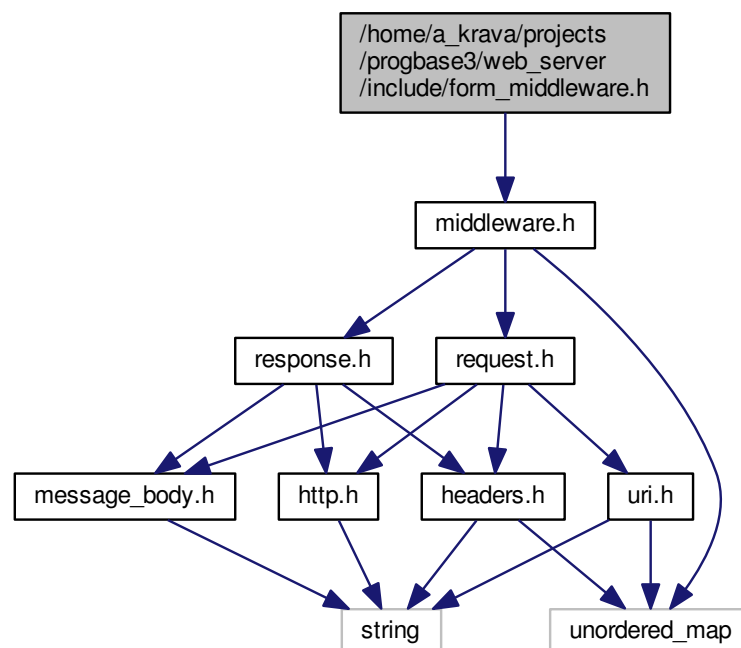 /home/a_krava/projects
/progbase3/web_server
/include/form_middleware.h
middleware.h
response.h
request.h
message_body.h
http.h
headers.h
uri.h
string
unordered_map